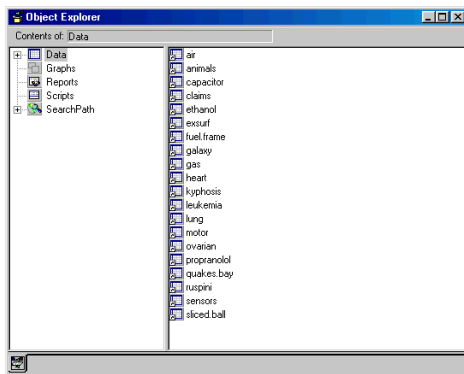 Object Explorer
Contents of: Data
Data
Graphs
Reports
Scripts
SearchPath
air
animals
capacitor
claims
ethanol
exsurf
fuel.frame
galaxy
gas
heart
kyphosis
leukemia
lung
motor
ovarian
propranolol
quakes.bay
ruspini
sensors
sliced.ball